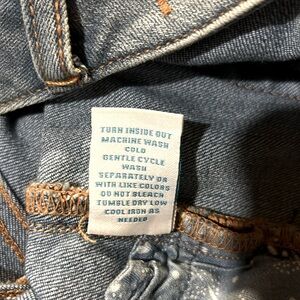 TURN INSIDE OUT
MACHINE WASH
COLD
GENTLE CYCLE
WASH
SEPARATELY OR
WITH LIKE COLORS
DO NOT BLEACH
TUMBLE DRY LOW
COOL IRON AS
NEEDED